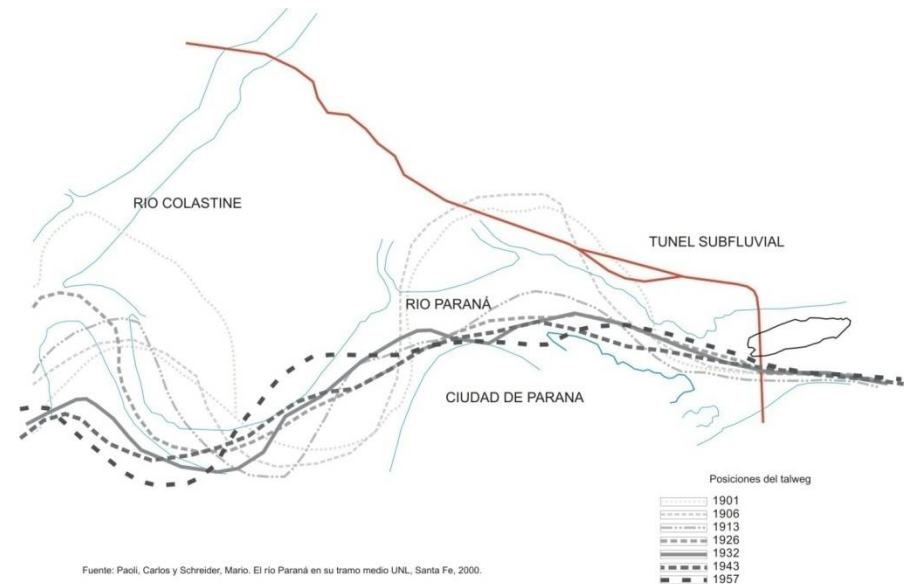 RIO COLASTINE
TUNEL SUBFLUVIAL
RIO PARANÁ
CIUDAD DE PARANA
Posiciones del talweg
1901
1906
1913
1926
1932
1943
1957
Fuente: Paoli, Carlos y Schreider, Mario. El río Paraná en su tramo medio UNL, Santa Fe, 2000.